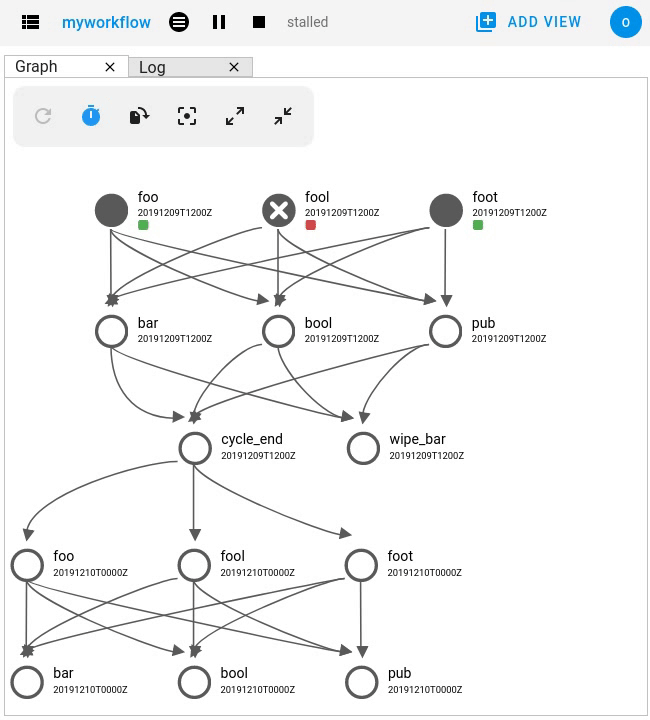 myworkflow stalled ADD VIEW o
Graph Log
foo fool foot
20191209T1200Z 20191209T1200Z 20191209T1200Z
bar bool pub
20191209T1200Z 20191209T1200Z 20191209T1200Z
cycle_end wipe_bar
20191209T1200Z 20191209T1200Z
foo fool foot
20191210T0000Z 20191210T0000Z 20191210T0000Z
bar bool pub
20191210T0000Z 20191210T0000Z 20191210T0000Z